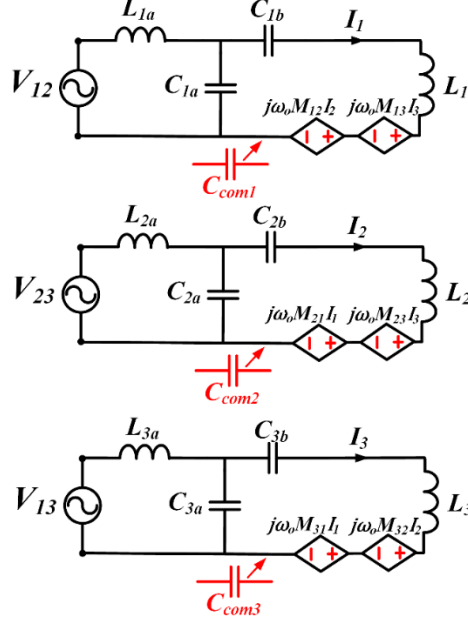 L1a C1b I1
V12 C1a L1
jωoM12I2 jωoM13I3
Ccom1
L2a C2b I2
V23 C2a L2
jωoM21I1 jωoM23I3
Ccom2
L3a C3b I3
V13 C3a L3
jωoM31I1 jωoM32I2
Ccom3